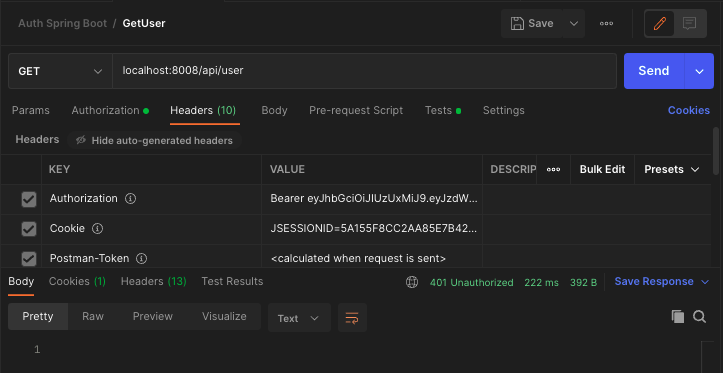 Auth Spring Boot / GetUser
Save
GET
localhost:8008/api/user
Send
Params Authorization Headers (10) Body Pre-request Script Tests Settings Cookies
Headers Hide auto-generated headers
KEY VALUE DESCRIP Bulk Edit Presets
Authorization Bearer eyJhbGciOiJIUzUxMiJ9.eyJzdW...
Cookie JSESSIONID=5A155F8CC2AA85E7B42...
Postman-Token <calculated when request is sent>
Body Cookies (1) Headers (13) Test Results 401 Unauthorized 222 ms 392 B Save Response
Pretty Raw Preview Visualize Text
1